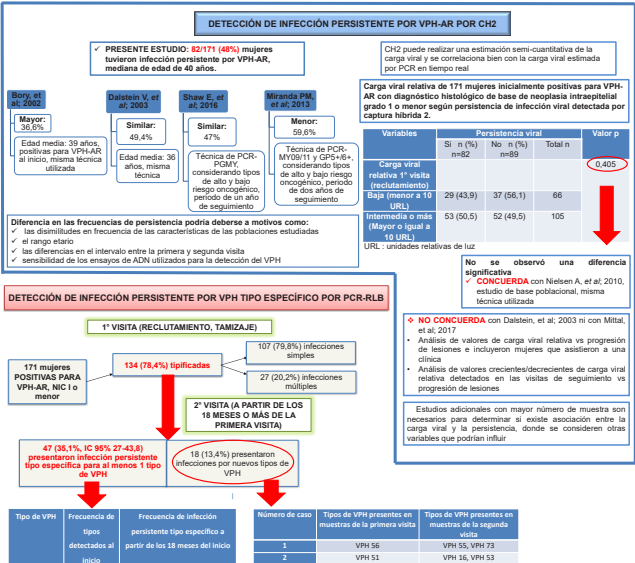 DETECCIÓN DE INFECCIÓN PERSISTENTE POR VPH-AR POR CH2
✓ PRESENTE ESTUDIO: 82/171 (48%) mujeres
tuvieron infección persistente por VPH-AR,
mediana de edad de 40 años.
Bory, et
al; 2002
Mayor:
36,6%
Edad media: 39 años,
positivas para VPH-AR
al inicio, misma técnica
utilizada
Dalstein V, et
al; 2003
Similar:
49,4%
Edad media: 36
años, misma
técnica
Shaw E, et
al; 2016
Similar:
47%
Técnica de PCR-
PGMY,
considerando tipos
de alto y bajo
riesgo oncogénico,
período de un año
de seguimiento
Miranda PM,
et al; 2013
Menor:
59,6%
Técnica de PCR-
MY09/11 y GP5+/6+,
considerando tipos
de alto y bajo riesgo
oncogénico, periodo
de dos años de
seguimiento
Diferencia en las frecuencias de persistencia podría deberse a motivos como:
✓ las disimilitudes en frecuencia de las características de las poblaciones estudiadas
✓ el rango etario
✓ las diferencias en el intervalo entre la primera y segunda visita
✓ sensibilidad de los ensayos de ADN utilizados para la detección del VPH
CH2 puede realizar una estimación semi-cuantitativa de la
carga viral y se correlaciona bien con la carga viral estimada
por PCR en tiempo real
Carga viral relativa de 171 mujeres inicialmente positivas para VPH-
AR con diagnóstico histológico de base de neoplasia intraepitelial
grado 1 o menor según persistencia de infección viral detectada por
captura híbrida 2.
Variables Persistencia viral Valor p
Sí n (%) No n (%) Total n
n=82 n=89
Carga viral
relativa 1° visita
(reclutamiento)
0,405
Baja (menor a 10
URL)
29 (43,9) 37 (56,1) 66
Intermedia o más
(Mayor o igual a
10 URL)
53 (50,5) 52 (49,5) 105
URL : unidades relativas de luz
No se observó una diferencia
significativa
✓ CONCUERDA con Nielsen A, et al; 2010,
estudio de base poblacional, misma
técnica utilizada
❖ NO CONCUERDA con Dalstein, et al; 2003 ni con Mittal,
et al; 2017
• Análisis de valores de carga viral relativa vs progresión
de lesiones e incluyeron mujeres que asistieron a una
clínica
• Análisis de valores crecientes/decrecientes de carga viral
relativa detectados en las visitas de seguimiento vs
progresión de lesiones
Estudios adicionales con mayor número de muestra son
necesarios para determinar si existe asociación entre la
carga viral y la persistencia, donde se consideren otros
variables que podrían influir
DETECCIÓN DE INFECCIÓN PERSISTENTE POR VPH TIPO ESPECÍFICO POR PCR-RLB
1° VISITA (RECLUTAMIENTO, TAMIZAJE)
171 mujeres
POSITIVAS PARA
VPH-AR, NIC I o
menor
134 (78,4%) tipificadas
107 (79,8%) infecciones
simples
27 (20,2%) infecciones
múltiples
2° VISITA (A PARTIR DE LOS
18 MESES O MÁS DE LA
PRIMERA VISITA)
47 (35,1%, IC 95% 27-43,8)
presentaron infección persistente
tipo específica para al menos 1 tipo
de VPH
18 (13,4%) presentaron
infecciones por nuevos tipos de
VPH
Tipo de VPH
Frecuencia de
tipos
detectados al
inicio
Frecuencia de infección
persistente tipo específico a
partir de los 18 meses del inicio
Número de caso
Tipos de VPH presentes en
muestras de la primera visita
Tipos de VPH presentes en
muestras de la segunda
visita
1 VPH 56 VPH 55, VPH 73
2 VPH 51 VPH 16, VPH 53